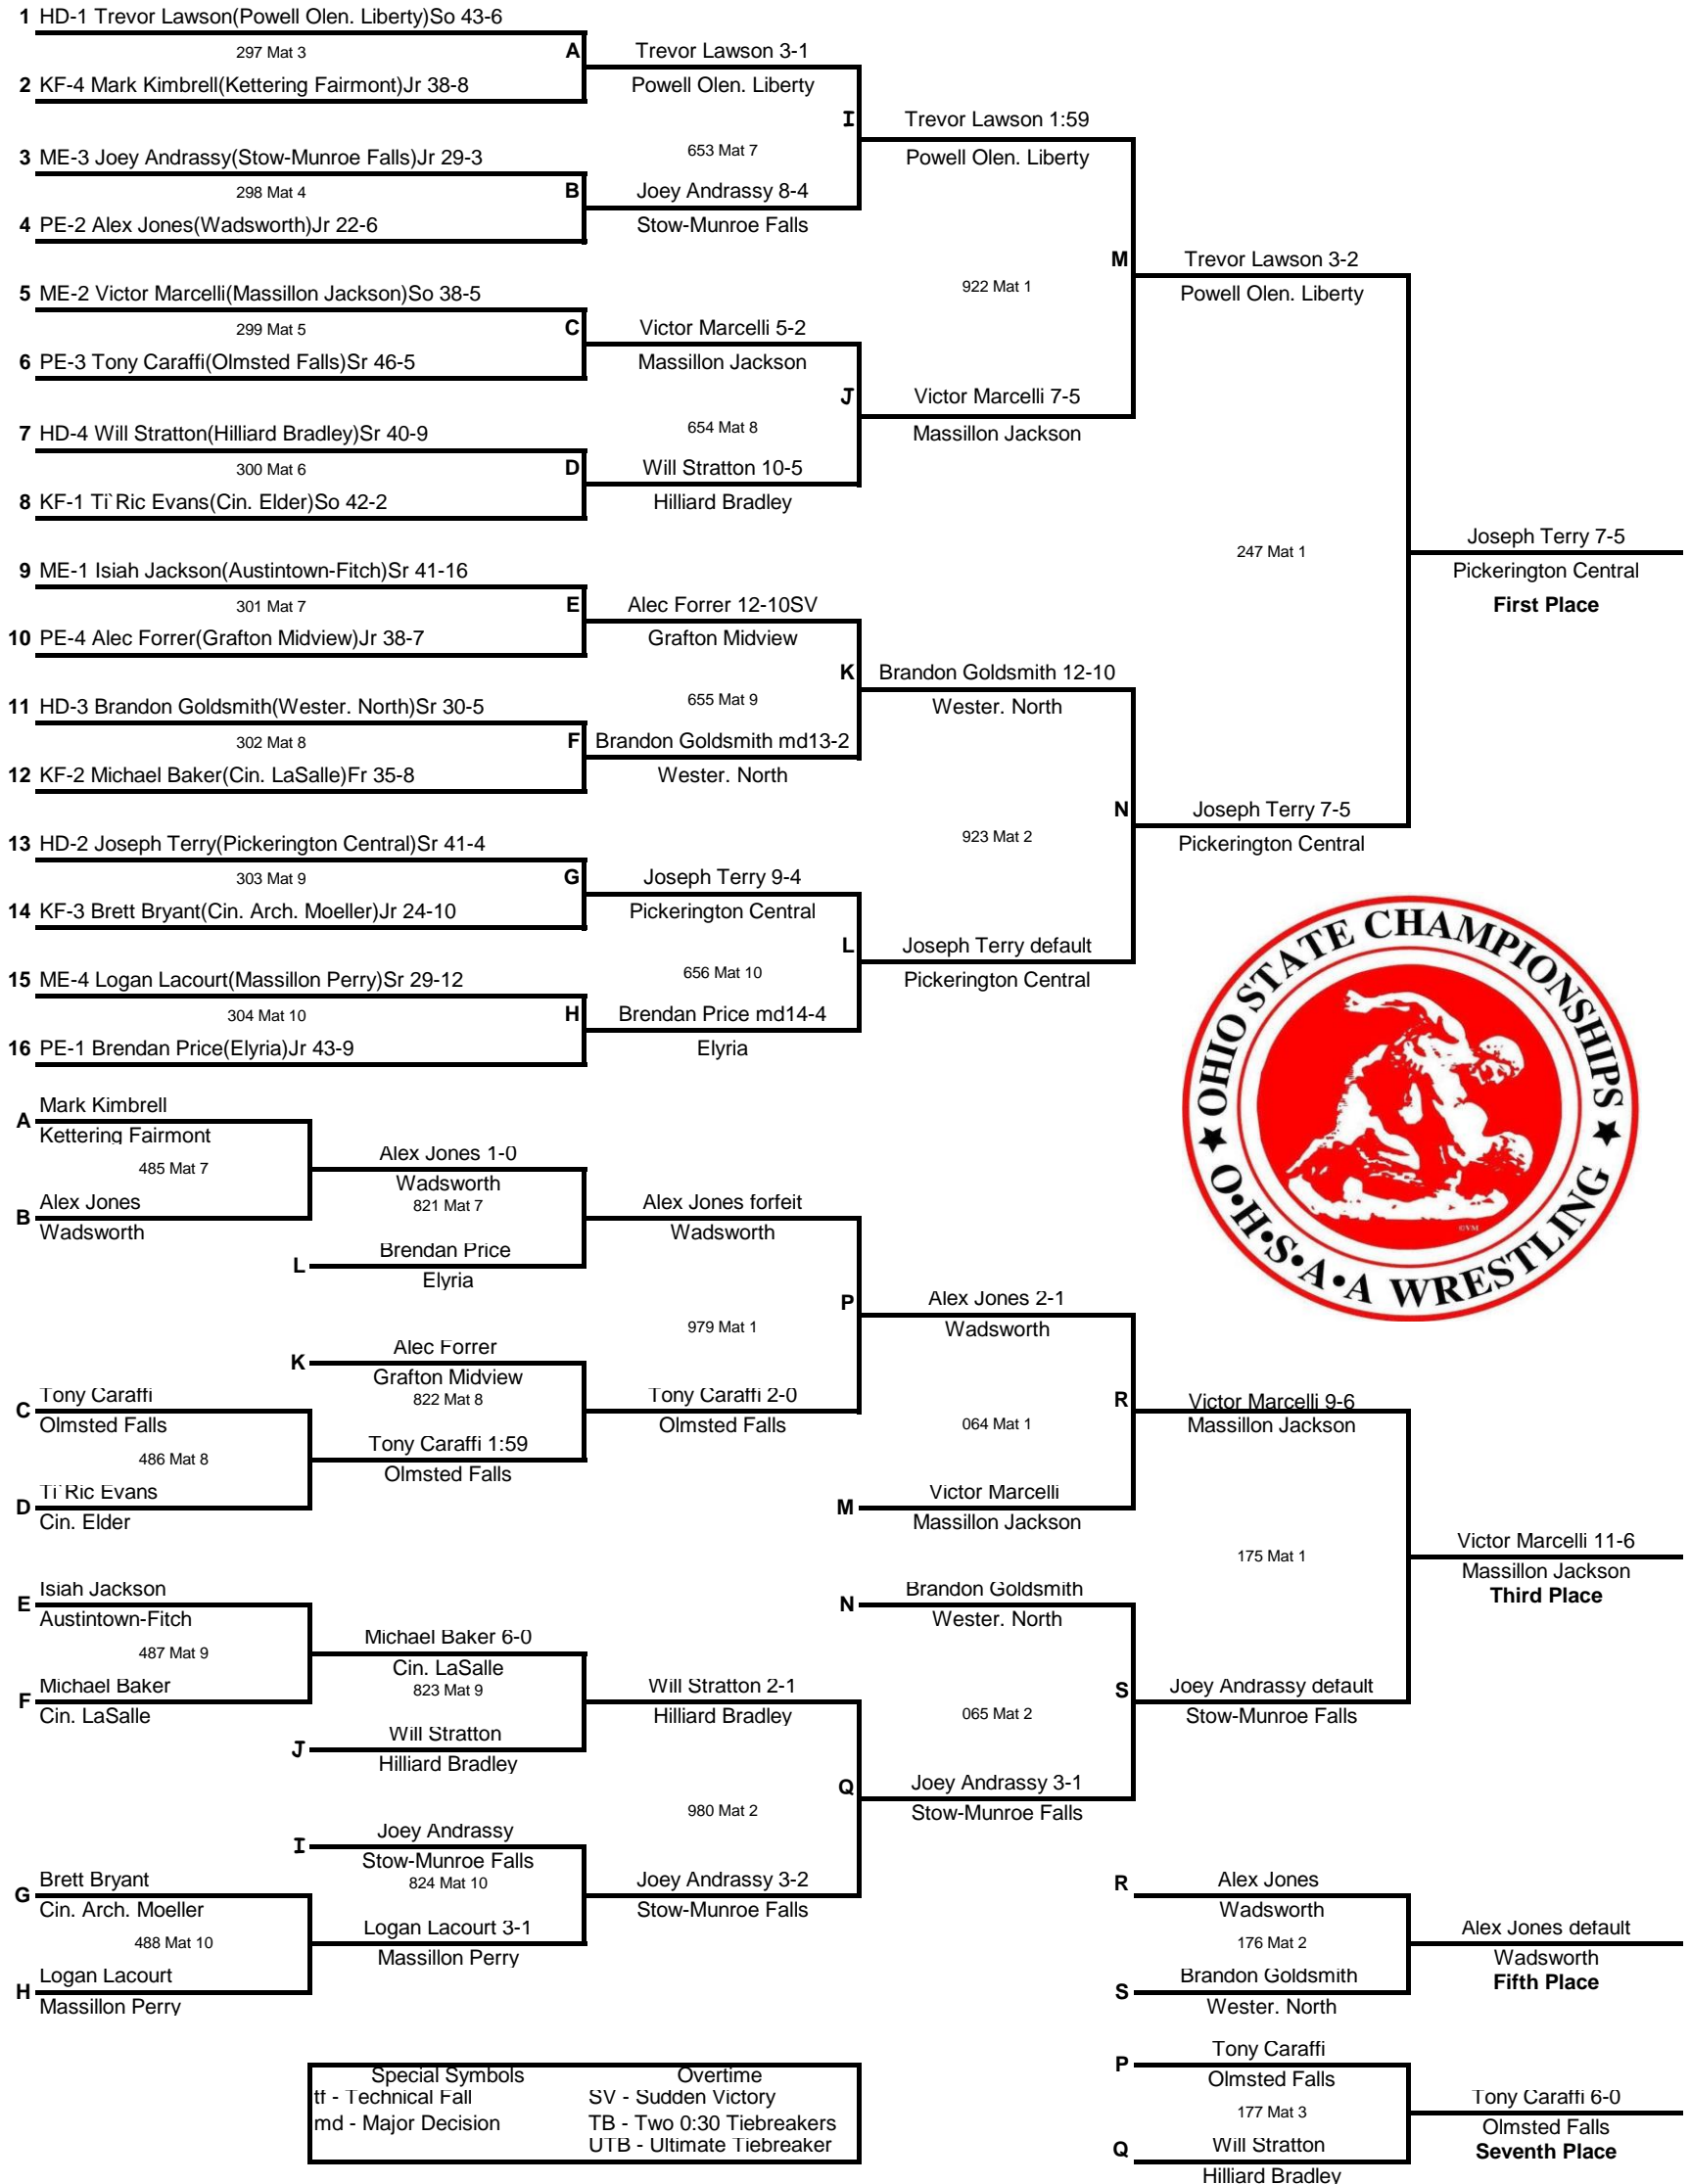 1 HD-1 Trevor Lawson(Powell Olen. Liberty)So 43-6
297 Mat 3
A
2 KF-4 Mark Kimbrell(Kettering Fairmont)Jr 38-8
Trevor Lawson 3-1
Powell Olen. Liberty
3 ME-3 Joey Andrassy(Stow-Munroe Falls)Jr 29-3
298 Mat 4
B
4 PE-2 Alex Jones(Wadsworth)Jr 22-6
653 Mat 7
I
Joey Andrassy 8-4
Stow-Munroe Falls
Trevor Lawson 1:59
Powell Olen. Liberty
5 ME-2 Victor Marcelli(Massillon Jackson)So 38-5
299 Mat 5
C
6 PE-3 Tony Caraffi(Olmsted Falls)Sr 46-5
Victor Marcelli 5-2
Massillon Jackson
922 Mat 1
M
Trevor Lawson 3-2
Powell Olen. Liberty
7 HD-4 Will Stratton(Hilliard Bradley)Sr 40-9
300 Mat 6
D
8 KF-1 Ti`Ric Evans(Cin. Elder)So 42-2
654 Mat 8
J
Will Stratton 10-5
Hilliard Bradley
Victor Marcelli 7-5
Massillon Jackson
9 ME-1 Isiah Jackson(Austintown-Fitch)Sr 41-16
301 Mat 7
E
10 PE-4 Alec Forrer(Grafton Midview)Jr 38-7
Alec Forrer 12-10SV
Grafton Midview
247 Mat 1
Joseph Terry 7-5
Pickerington Central
First Place
11 HD-3 Brandon Goldsmith(Wester. North)Sr 30-5
302 Mat 8
F
12 KF-2 Michael Baker(Cin. LaSalle)Fr 35-8
655 Mat 9
K
Brandon Goldsmith md13-2
Wester. North
Brandon Goldsmith 12-10
Wester. North
13 HD-2 Joseph Terry(Pickerington Central)Sr 41-4
303 Mat 9
G
14 KF-3 Brett Bryant(Cin. Arch. Moeller)Jr 24-10
Joseph Terry 9-4
Pickerington Central
923 Mat 2
N
Joseph Terry 7-5
Pickerington Central
15 ME-4 Logan Lacourt(Massillon Perry)Sr 29-12
304 Mat 10
H
16 PE-1 Brendan Price(Elyria)Jr 43-9
656 Mat 10
L
Brendan Price md14-4
Elyria
Joseph Terry default
Pickerington Central
★ OHIO STATE CHAMPIONSHIPS ★
O•H•S•A•A WRESTLING
©VM
A
Mark Kimbrell
Kettering Fairmont
485 Mat 7
B
Alex Jones
Wadsworth
Alex Jones 1-0
Wadsworth
821 Mat 7
L
Brendan Price
Elyria
Alex Jones forfeit
Wadsworth
K
Alec Forrer
Grafton Midview
822 Mat 8
C
Tony Caraffi
Olmsted Falls
486 Mat 8
D
Ti`Ric Evans
Cin. Elder
Tony Caraffi 1:59
Olmsted Falls
979 Mat 1
P
Tony Caraffi 2-0
Olmsted Falls
Alex Jones 2-1
Wadsworth
064 Mat 1
R
M
Victor Marcelli
Massillon Jackson
Victor Marcelli 9-6
Massillon Jackson
E
Isiah Jackson
Austintown-Fitch
487 Mat 9
F
Michael Baker
Cin. LaSalle
Michael Baker 6-0
Cin. LaSalle
823 Mat 9
J
Will Stratton
Hilliard Bradley
Will Stratton 2-1
Hilliard Bradley
N
Brandon Goldsmith
Wester. North
065 Mat 2
S
175 Mat 1
Victor Marcelli 11-6
Massillon Jackson
Third Place
Joey Andrassy default
Stow-Munroe Falls
I
Joey Andrassy
Stow-Munroe Falls
824 Mat 10
G
Brett Bryant
Cin. Arch. Moeller
488 Mat 10
H
Logan Lacourt
Massillon Perry
Logan Lacourt 3-1
Massillon Perry
980 Mat 2
Q
Joey Andrassy 3-2
Stow-Munroe Falls
Joey Andrassy 3-1
Stow-Munroe Falls
R
Alex Jones
Wadsworth
176 Mat 2
S
Brandon Goldsmith
Wester. North
Alex Jones default
Wadsworth
Fifth Place
P
Tony Caraffi
Olmsted Falls
177 Mat 3
Q
Will Stratton
Hilliard Bradley
Tony Caraffi 6-0
Olmsted Falls
Seventh Place
Special Symbols
tf - Technical Fall
md - Major Decision
Overtime
SV - Sudden Victory
TB - Two 0:30 Tiebreakers
UTB - Ultimate Tiebreaker